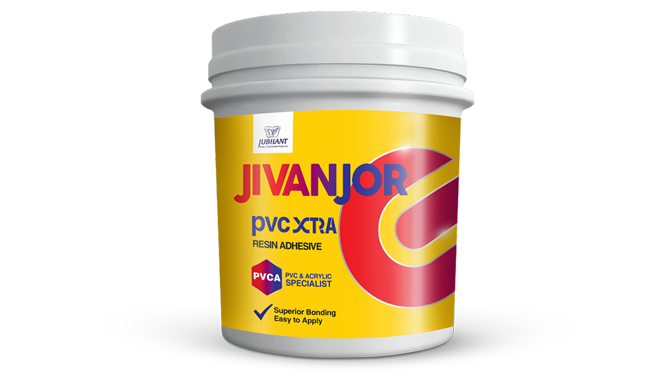 JUBILANT
JIVANJOR
PVC XTRA
RESIN ADHESIVE
PVCA
PVC & ACRYLIC
SPECIALIST
Superior Bonding
Easy to Apply